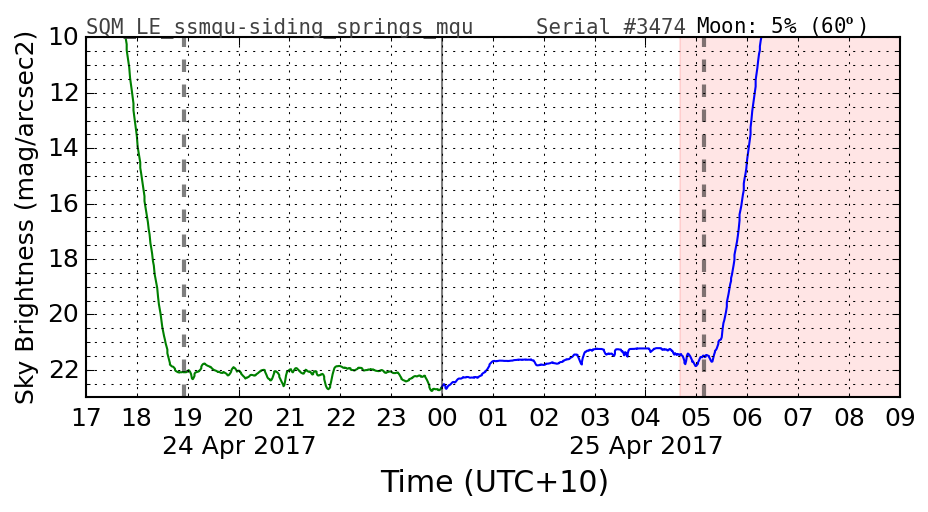 SQM_LE_ssmqu-siding_springs_mqu Serial #3474 Moon: 5% (60º)
Sky Brightness (mag/arcsec2)
10
12
14
16
18
20
22
17 18 19 20 21 22 23 00 01 02 03 04 05 06 07 08 09
24 Apr 2017 25 Apr 2017
Time (UTC+10)